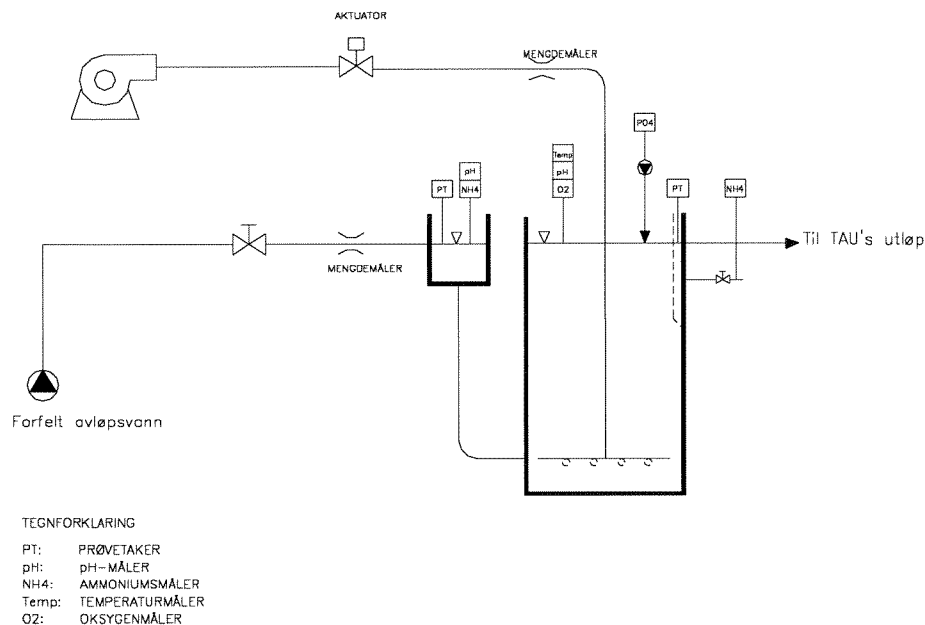 AKTUATOR
MENGDEMÅLER
PO4
Temp
pH
O2
pH
NH4
PT
PT
NH4
Til TAU's utløp
MENGDEMÅLER
Forfelt avløpsvann
TEGNFORKLARING
PT: PRØVETAKER
pH: pH-MÅLER
NH4: AMMONIUMSMÅLER
Temp: TEMPERATURMÅLER
O2: OKSYGENMÅLER